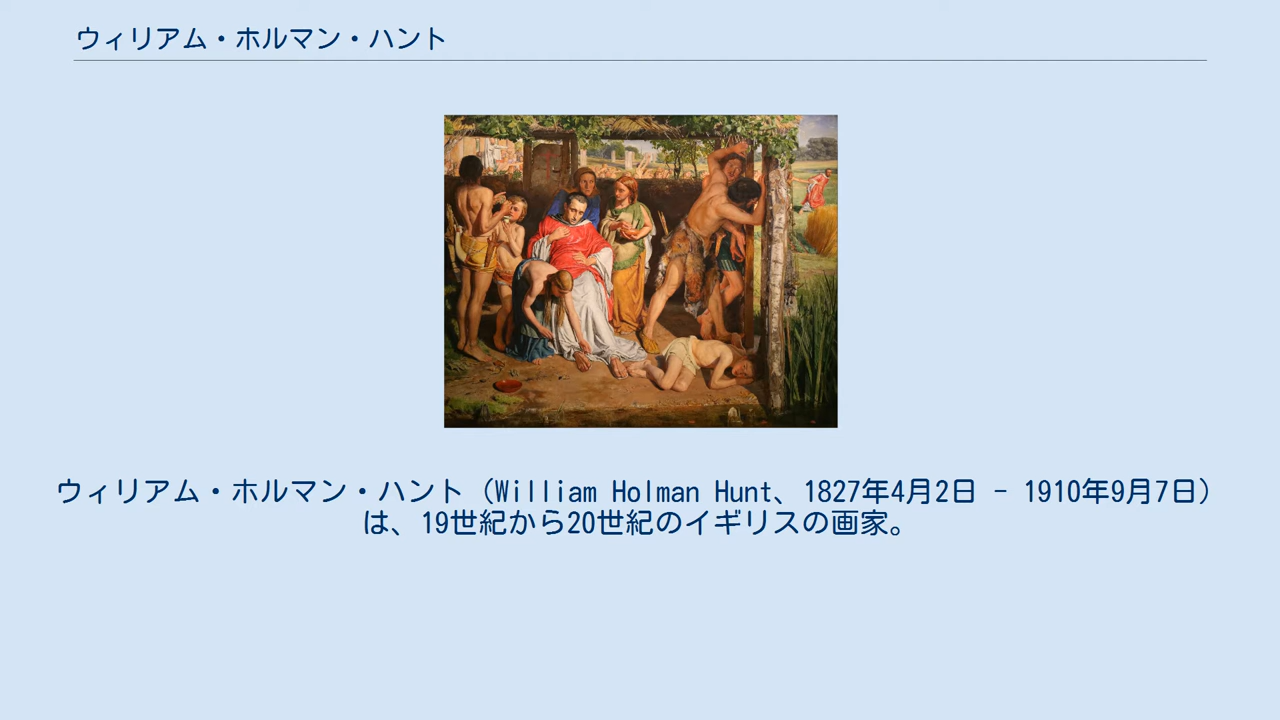 ウィリアム・ホルマン・ハント
ウィリアム・ホルマン・ハント（William Holman Hunt、1827年4月2日 - 1910年9月7日）
は、19世紀から20世紀のイギリスの画家。